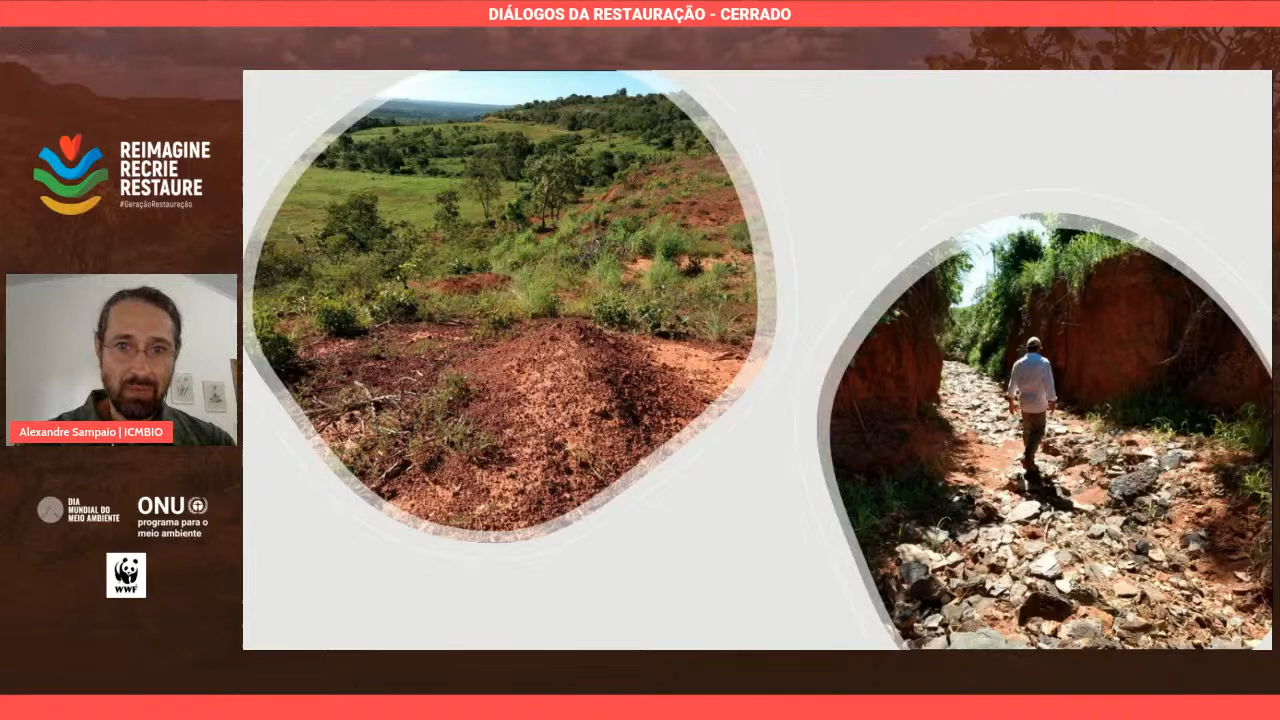 DIÁLOGOS DA RESTAURAÇÃO - CERRADO
REIMAGINE
RECRIE
RESTAURE
#GeraçãoRestauração
Alexandre Sampaio | ICMBIO
DIA
MUNDIAL DO
MEIO AMBIENTE
ONU
programa para o
meio ambiente
WWF